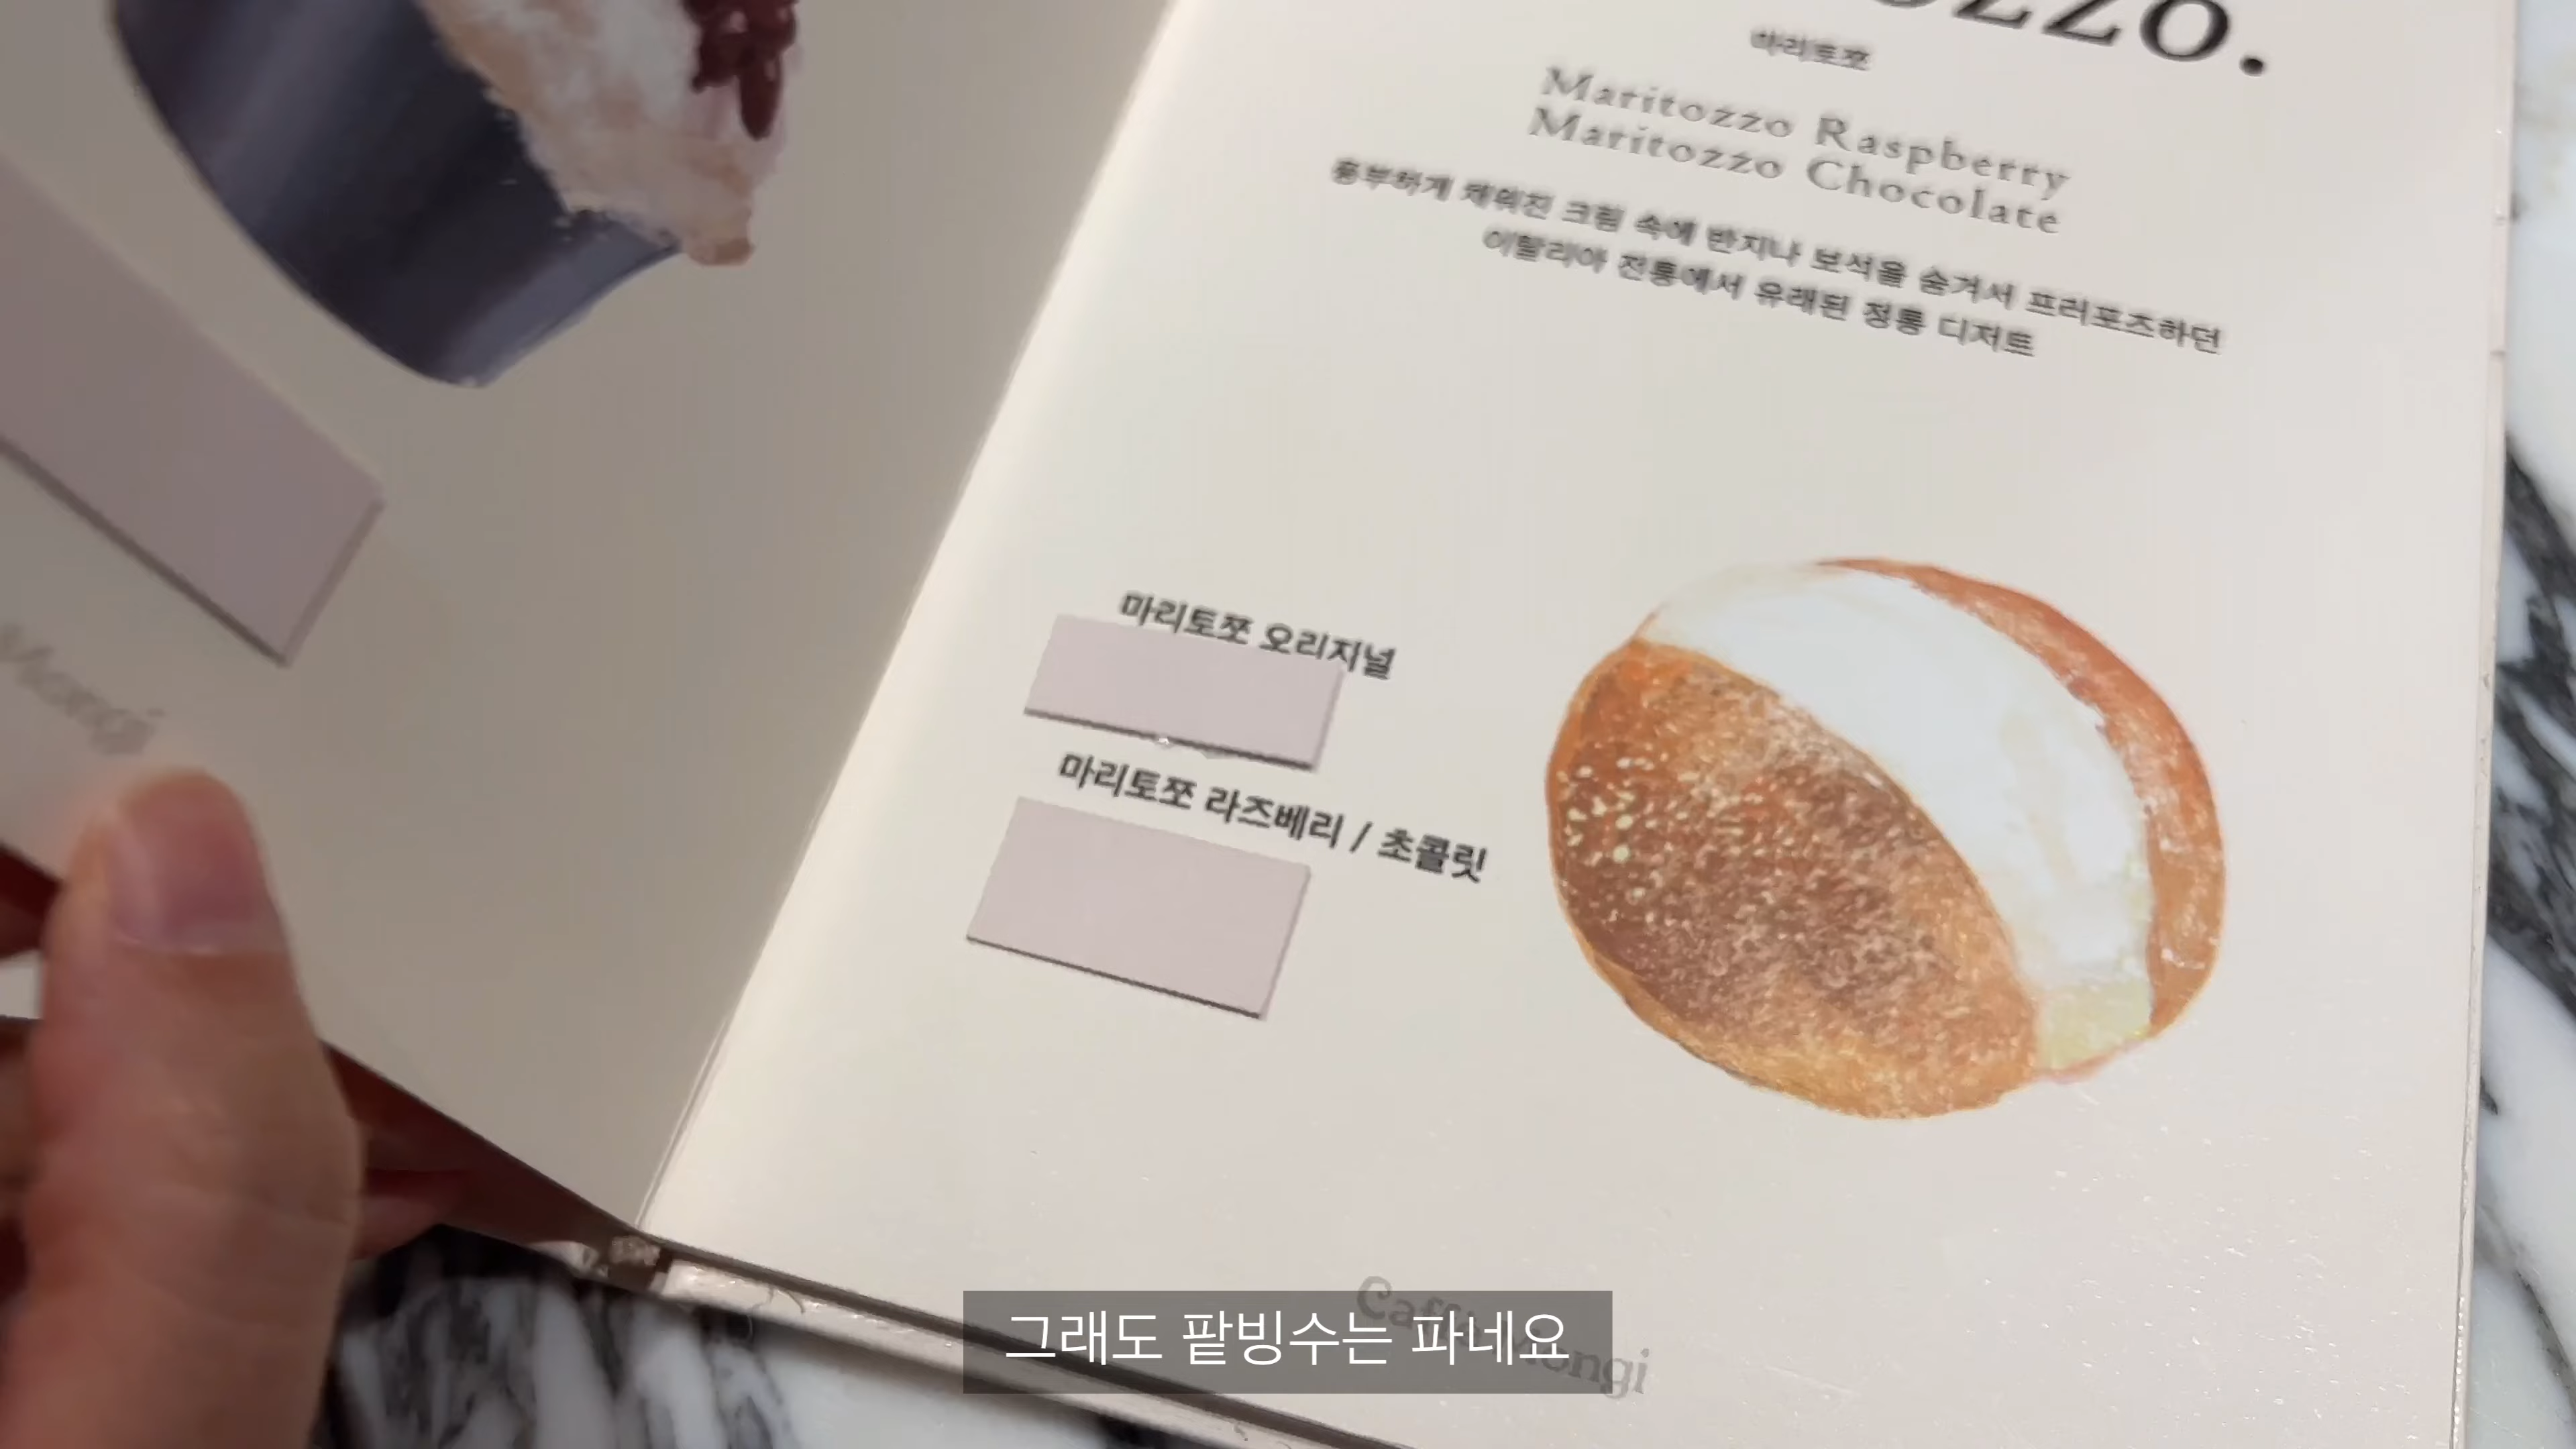 ozzo.
마리토쪼
Maritozzo Raspberry
Maritozzo Chocolate
풍부하게 채워진 크림 속에 반지나 보석을 숨겨서 프러포즈하던
이탈리아 전통에서 유래된 정통 디저트
마리토쪼 오리지널
마리토쪼 라즈베리 / 초콜릿
그래도 팥빙수는 파네요